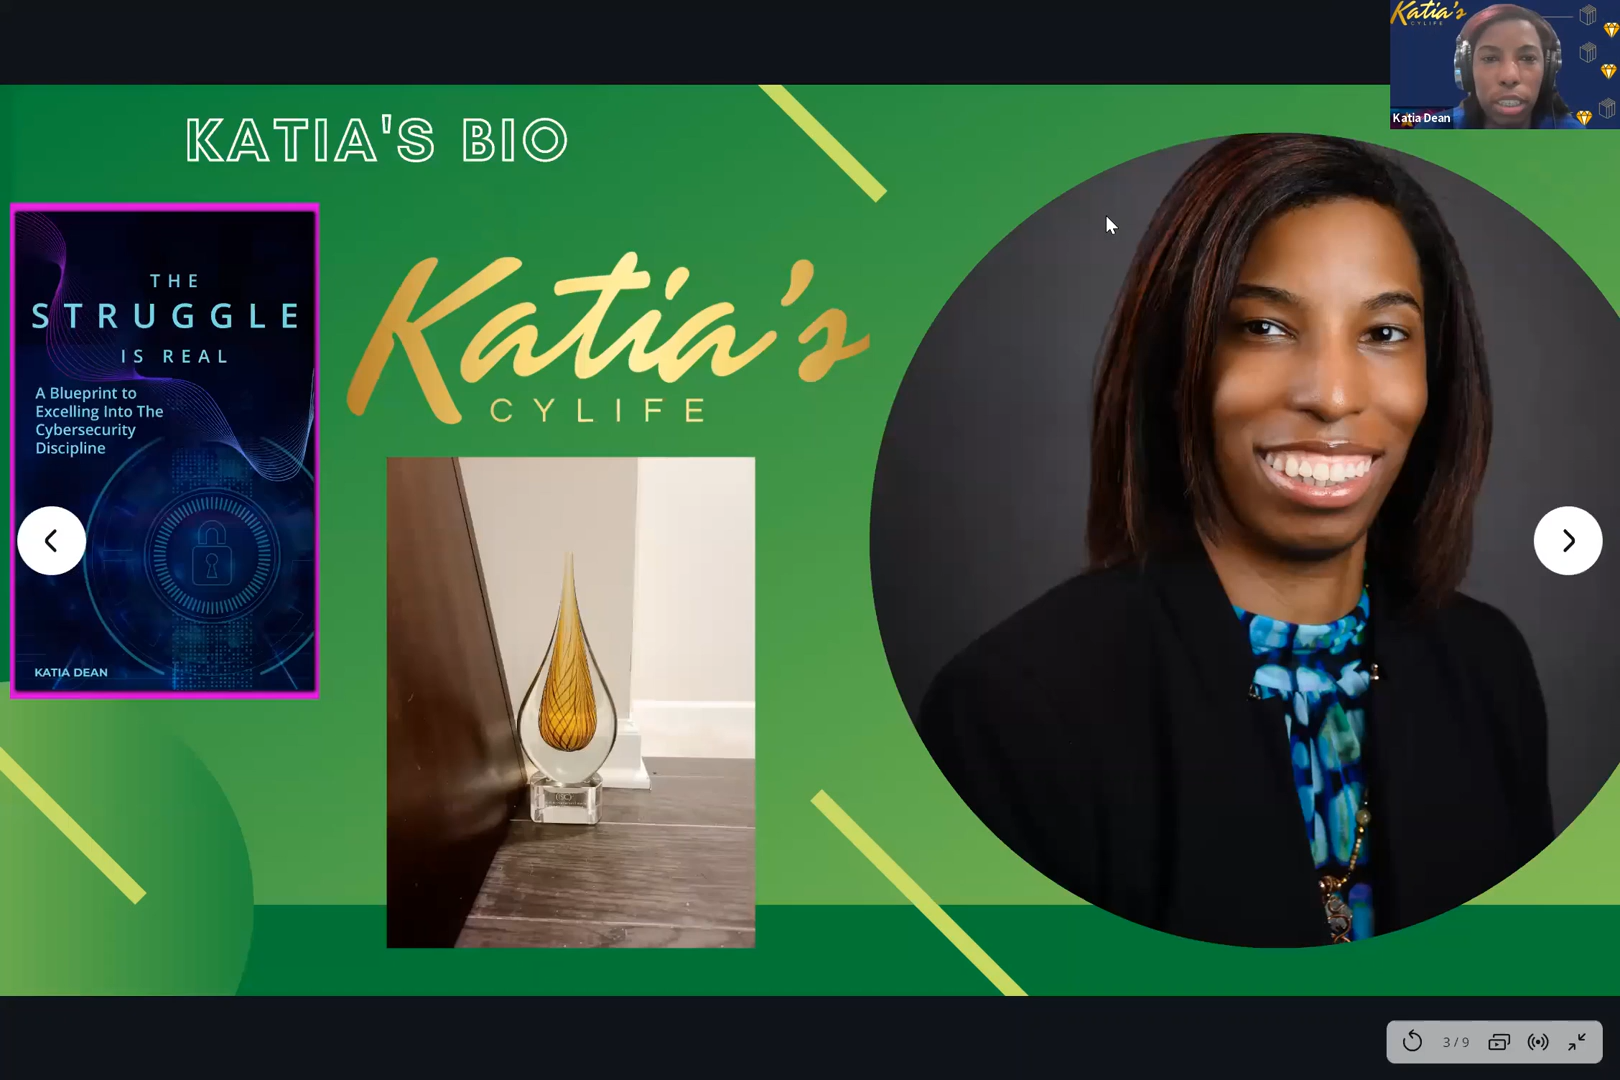 Katia's
CYLIFE
Katia Dean
KATIA'S BIO
THE
STRUGGLE
IS REAL
A Blueprint to
Excelling Into The
Cybersecurity
Discipline
KATIA DEAN
Katia's
CYLIFE
3 / 9